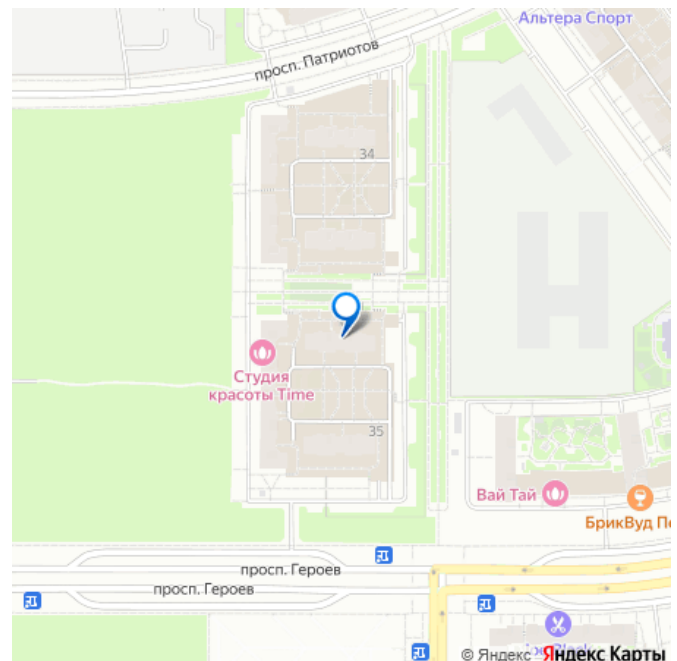 Альтера Спорт
просп. Патриотов
34
Студия
красоты Time
35
Вай Тай
БрикВуд
просп. Героев
просп. Героев
© Яндекс Яндекс Карты